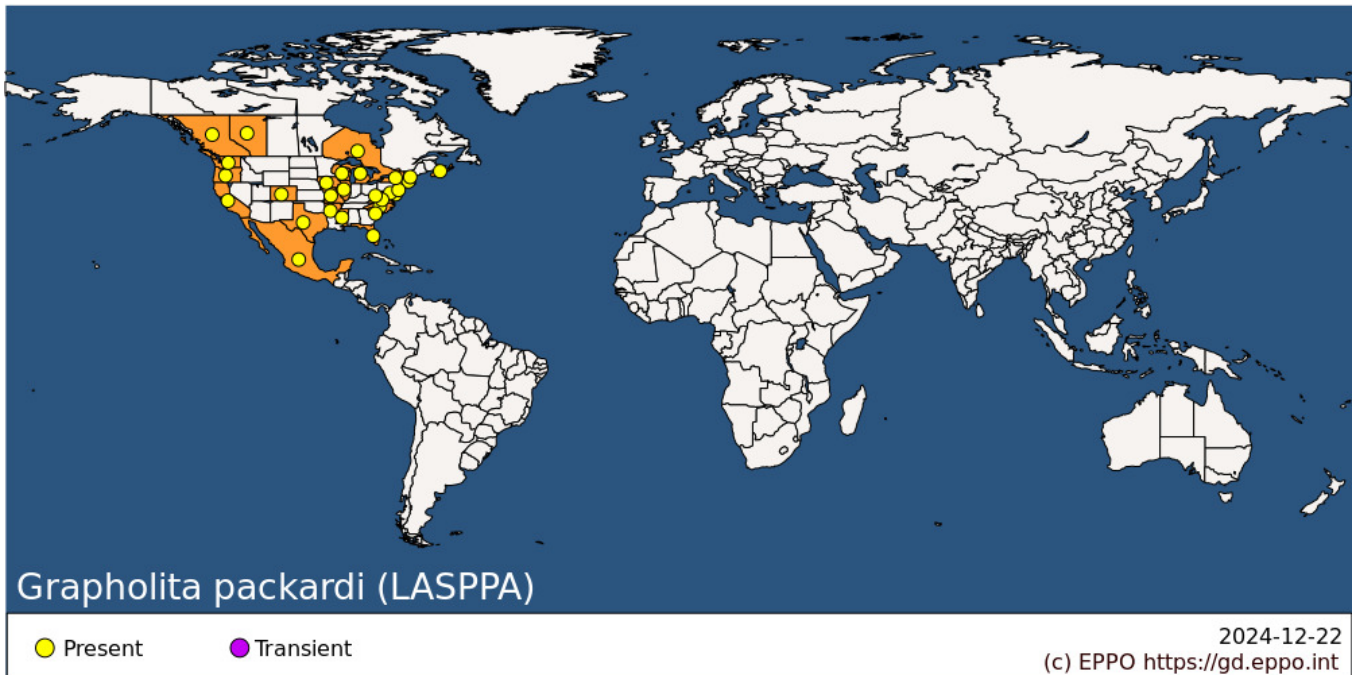 Grapholita packardi (LASPPA)
Present
Transient
2024-12-22
(c) EPPO https://gd.eppo.int